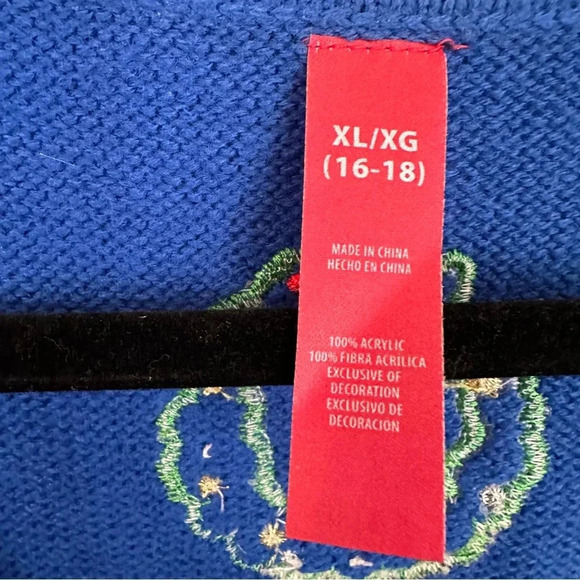 XL/XG
(16-18)
MADE IN CHINA
HECHO EN CHINA
100% ACRYLIC
100% FIBRA ACRILICA
EXCLUSIVE OF
DECORATION
EXCLUSIVO DE
DECORACION